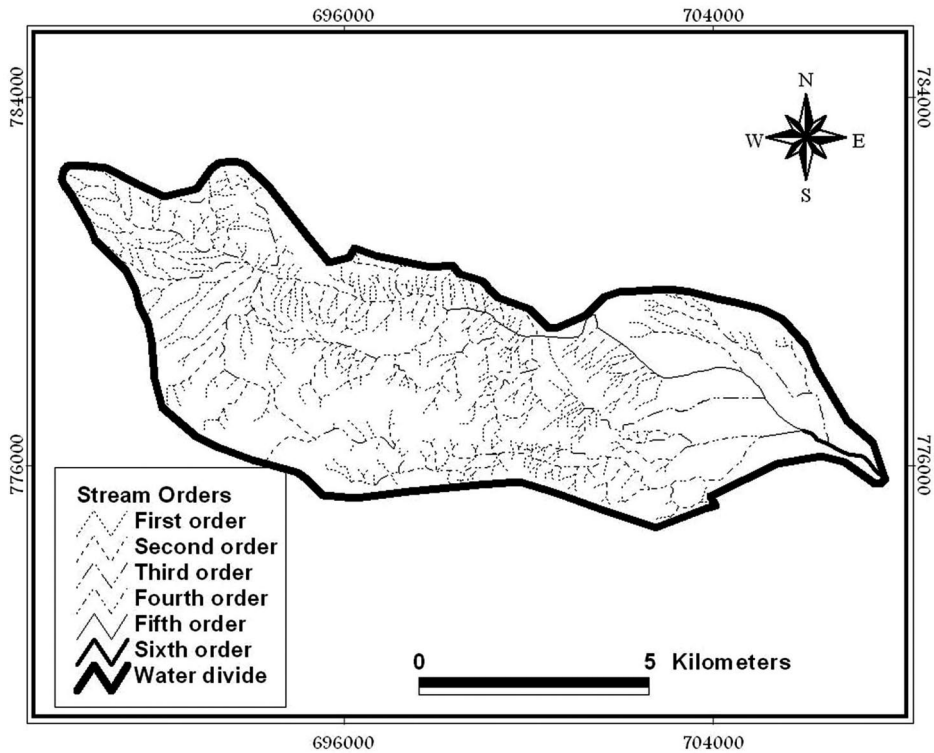 696000 704000
784000 784000
N
W E
S
776000 776000
Stream Orders
First order
Second order
Third order
Fourth order
Fifth order
Sixth order
Water divide
0 5 Kilometers
696000 704000